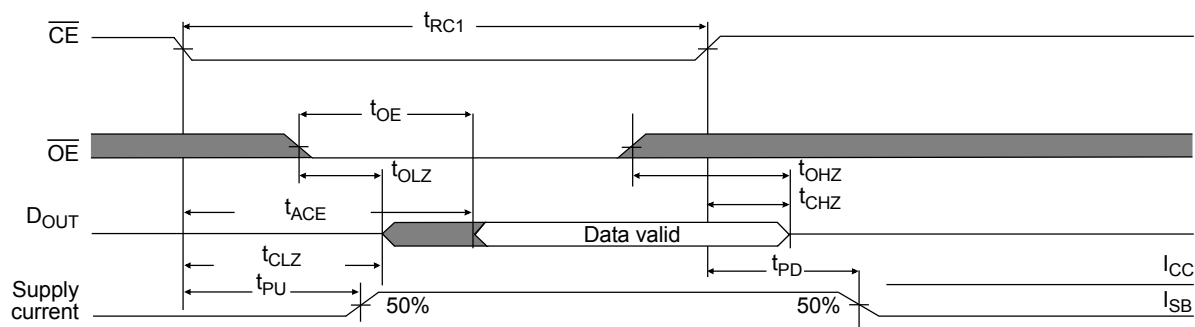 tRC1
CE
tOE
OE
tOLZ
tOHZ
tACE
tCHZ
DOUT
Data valid
tCLZ
tPD
tPU
ICC
Supply
current
50%
50%
ISB